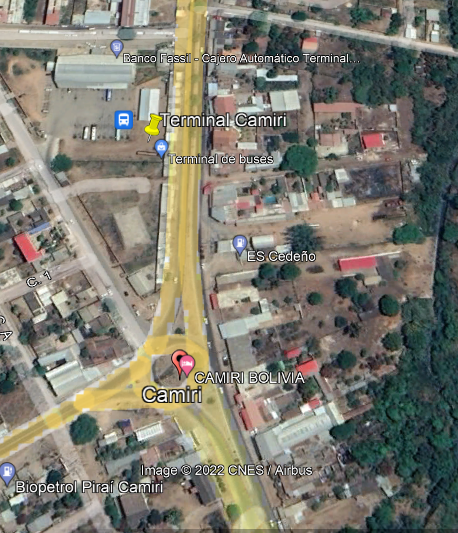 Banco Fassil - Cajero Automático Terminal...
Terminal Camiri
Terminal de buses
ES Cedeño
C. 1
CAMIRI BOLIVIA
Camiri
Image © 2022 CNES / Airbus
Biopetrol Piraí Camiri